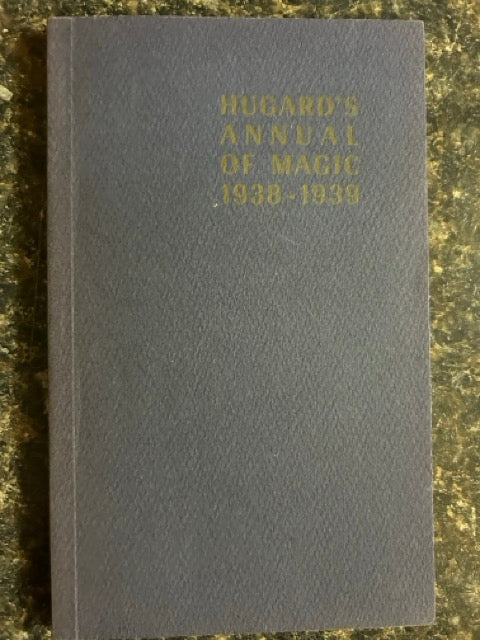 HUGARD'S
ANNUAL
OF MAGIC
1938-1939